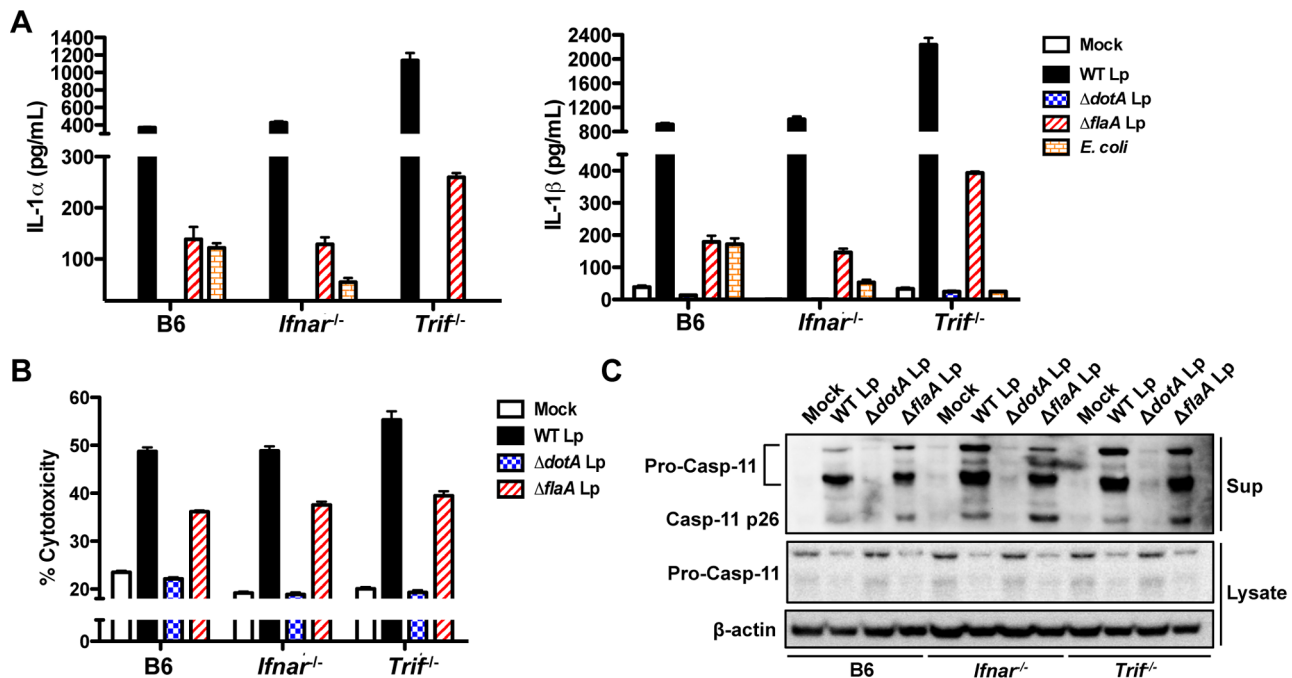 A
IL-1α (pg/mL)
1400
1200
1000
800
600
400
300
200
100
B6
Ifnar-/-
Trif-/-
IL-1β (pg/mL)
2400
2000
1600
1200
800
400
300
200
100
0
B6
Ifnar-/-
Trif-/-
Mock
WT Lp
ΔdotA Lp
ΔflaA Lp
E. coli
B
% Cytotoxicity
60
50
40
30
20
0
B6
Ifnar-/-
Trif-/-
Mock
WT Lp
ΔdotA Lp
ΔflaA Lp
C
Mock WT Lp ΔdotA Lp ΔflaA Lp Mock WT Lp ΔdotA Lp ΔflaA Lp Mock WT Lp ΔdotA Lp ΔflaA Lp
Pro-Casp-11
Casp-11 p26
Sup
Pro-Casp-11
Lysate
β-actin
B6 Ifnar-/- Trif-/-